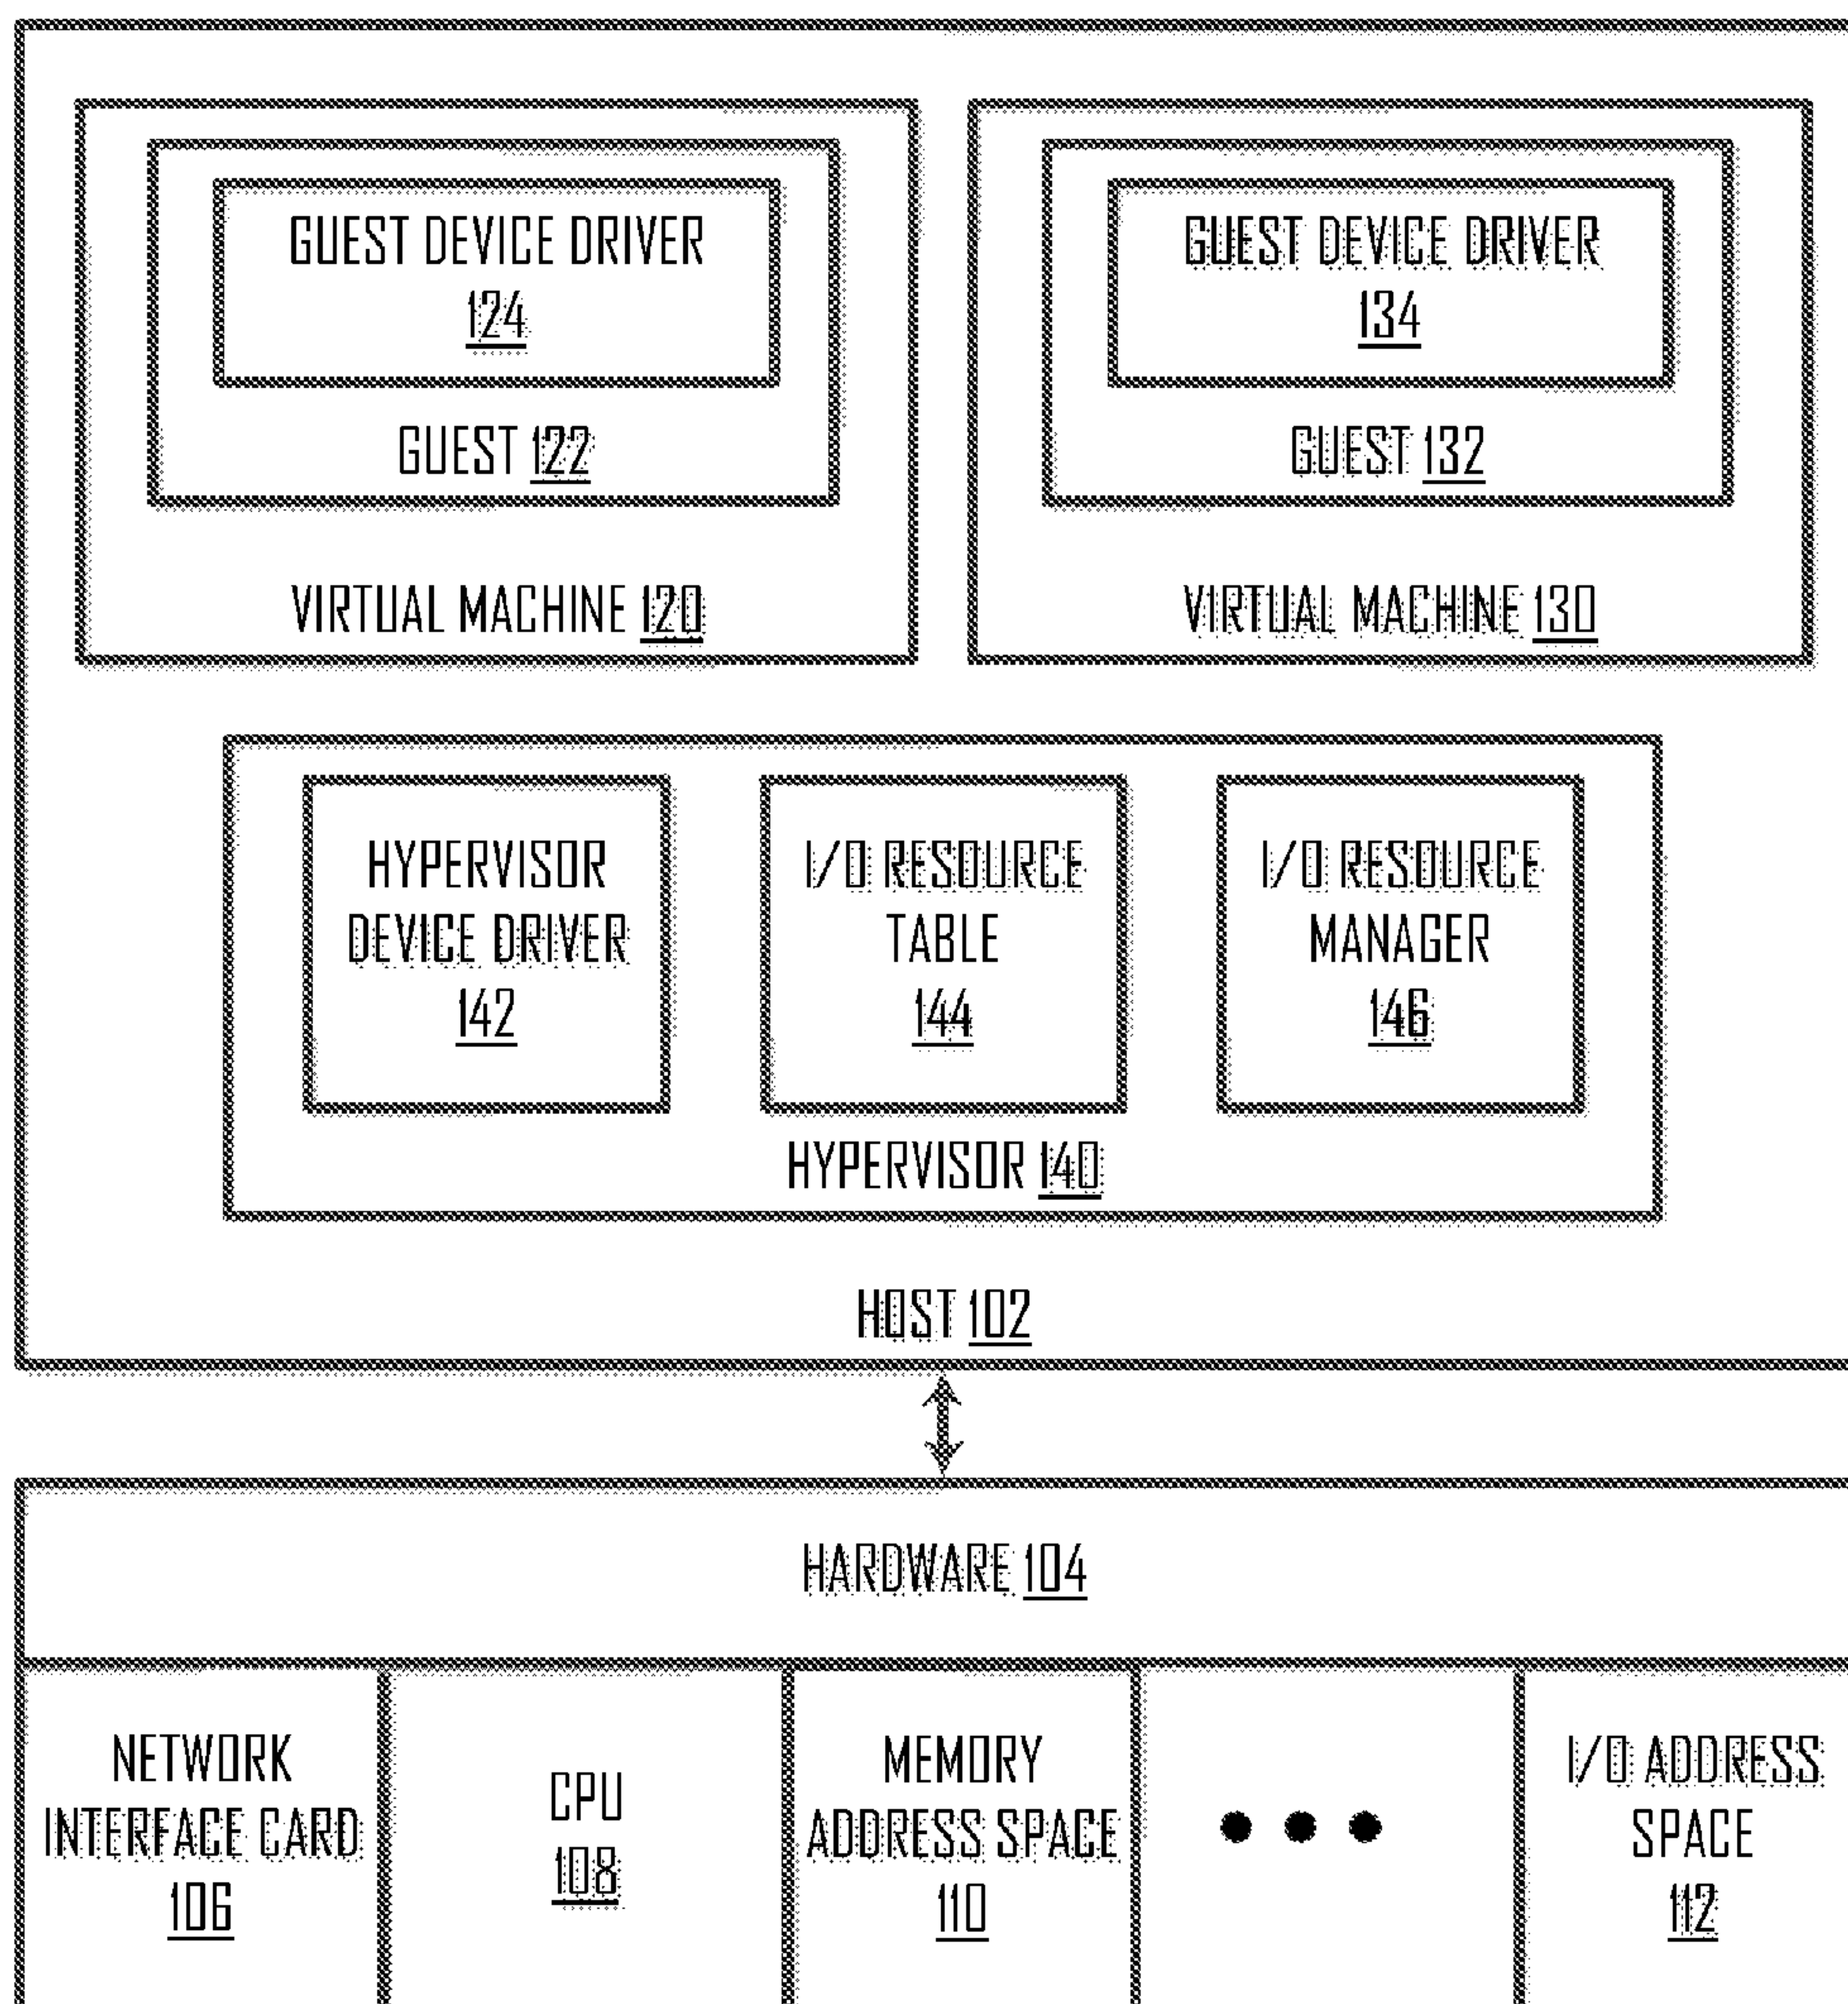 GUEST DEVICE DRIVER
124
GUEST 122
VIRTUAL MACHINE 120
GUEST DEVICE DRIVER
134
GUEST 132
VIRTUAL MACHINE 130
HYPERVISOR
DEVICE DRIVER
142
I/O RESOURCE
TABLE
144
I/O RESOURCE
MANAGER
146
HYPERVISOR 140
HOST 102
HARDWARE 104
NETWORK
INTERFACE CARD
106
CPU
108
MEMORY
ADDRESS SPACE
110
I/O ADDRESS
SPACE
112